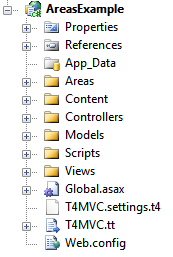 AreasExample
Properties
References
App_Data
Areas
Content
Controllers
Models
Scripts
Views
Global.asax
T4MVC.settings.t4
T4MVC.tt
Web.config